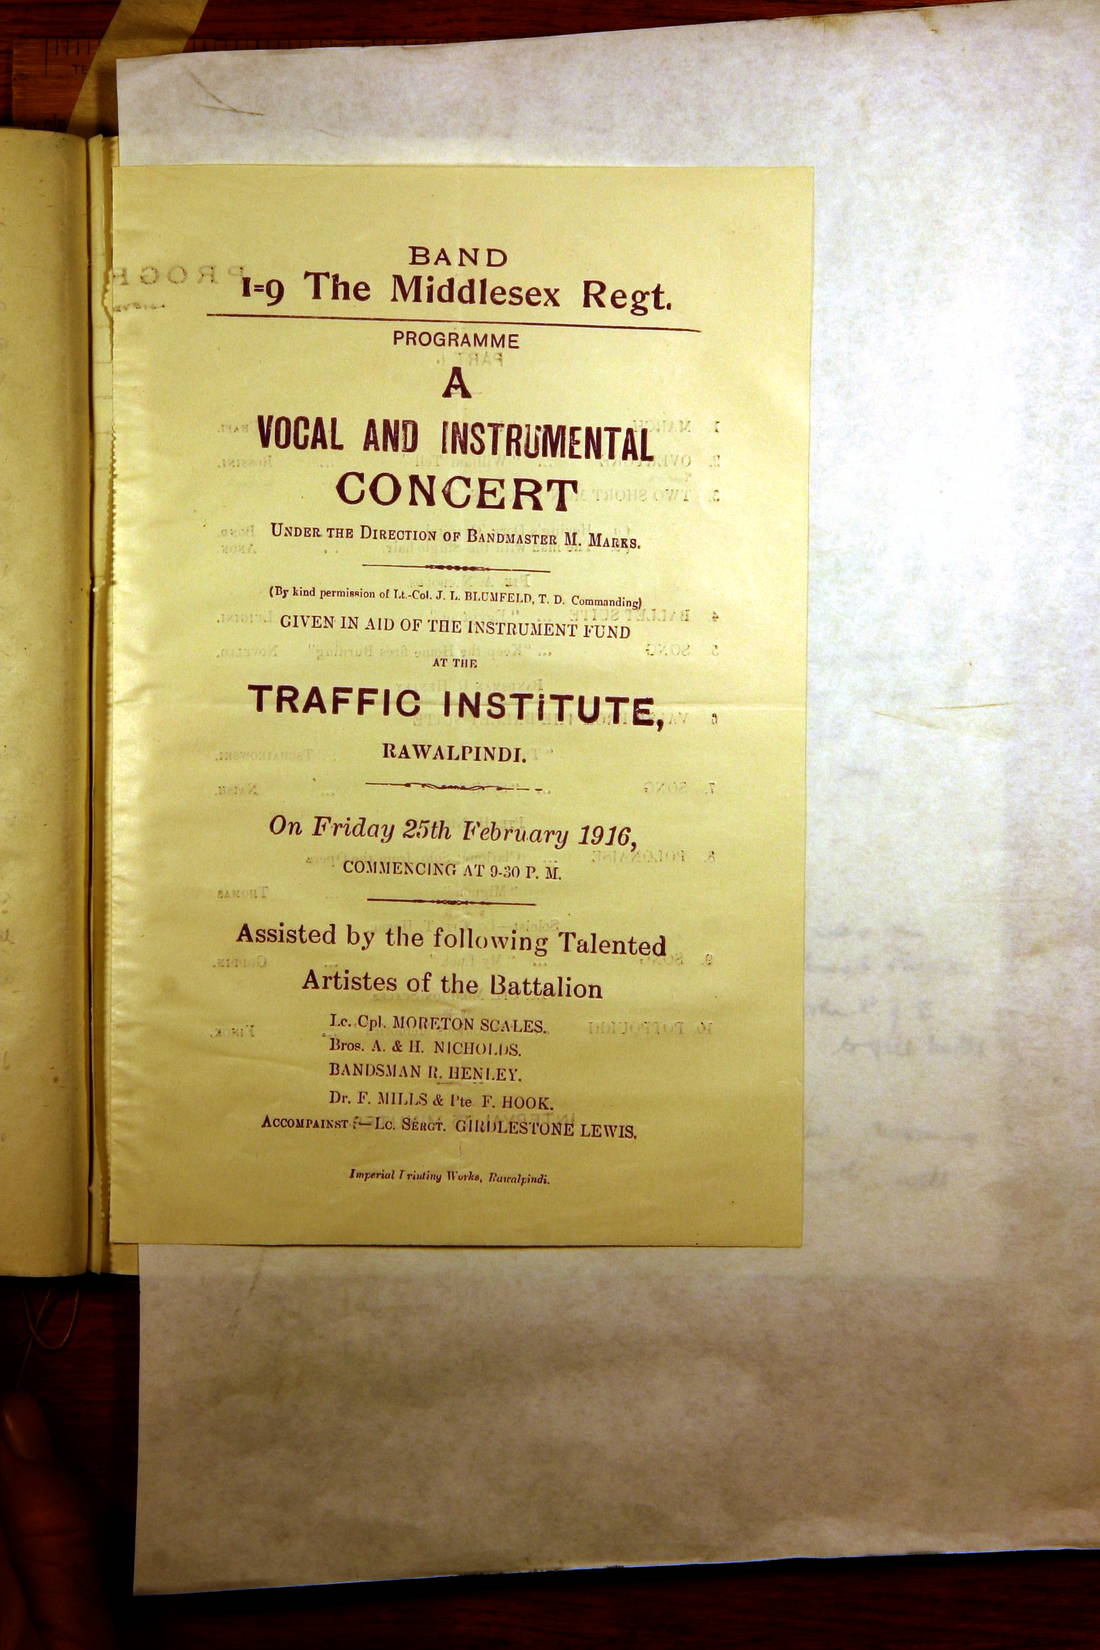 BAND
1=9 The Middlesex Regt.
PROGRAMME
A
VOCAL AND INSTRUMENTAL
CONCERT
UNDER THE DIRECTION OF BANDMASTER M. MARKS.
(By kind permission of Lt.-Col. J. L. BLUMFELD, T. D. Commanding)
GIVEN IN AID OF THE INSTRUMENT FUND
AT THE
TRAFFIC INSTITUTE,
RAWALPINDI.
On Friday 25th February 1916,
COMMENCING AT 9-30 P. M.
Assisted by the following Talented
Artistes of the Battalion
Lc. Cpl. MORETON SCALES.
Bros. A. & H. NICHOLDS.
BANDSMAN R. HENLEY.
Dr. F. MILLS & Pte F. HOOK.
ACCOMPAINST :— LC. SERGT. GIRDLESTONE LEWIS.
Imperial Printing Works, Rawalpindi.